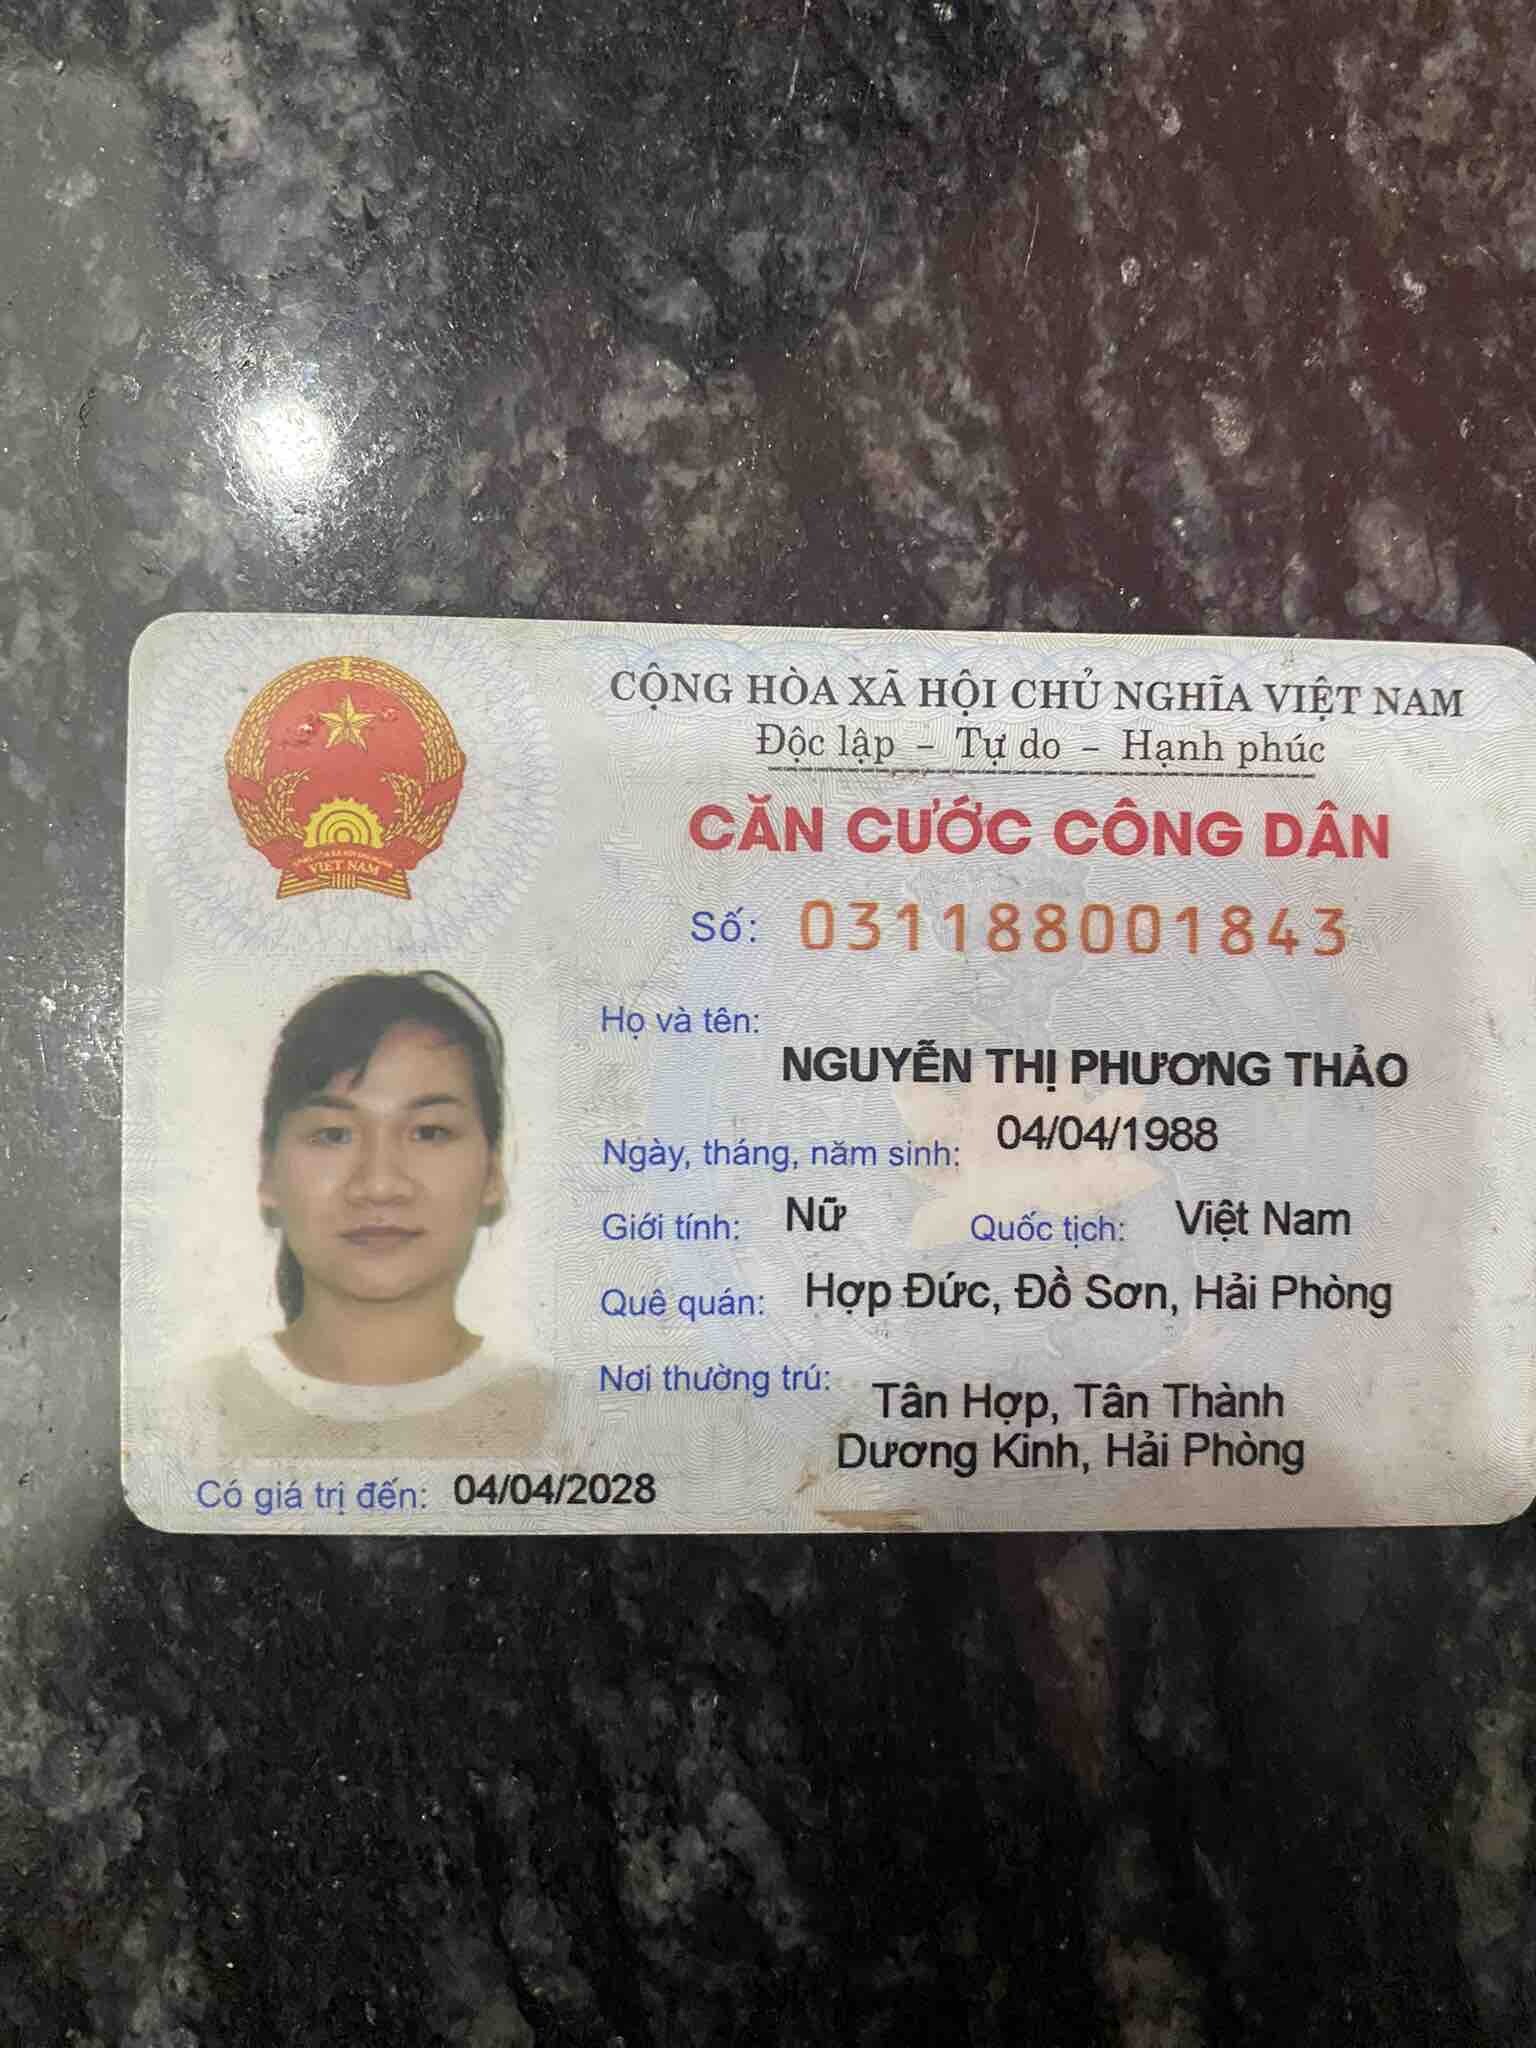 CỘNG HÒA XÃ HỘI CHỦ NGHĨA VIỆT NAM
Độc lập - Tự do - Hạnh phúc
CĂN CƯỚC CÔNG DÂN
Số: 031188001843
Họ và tên:
NGUYỄN THỊ PHƯƠNG THẢO
Ngày, tháng, năm sinh: 04/04/1988
Giới tính: Nữ Quốc tịch: Việt Nam
Quê quán: Hợp Đức, Đồ Sơn, Hải Phòng
Nơi thường trú: Tân Hợp, Tân Thành
Dương Kinh, Hải Phòng
Có giá trị đến: 04/04/2028
VIỆT NAM